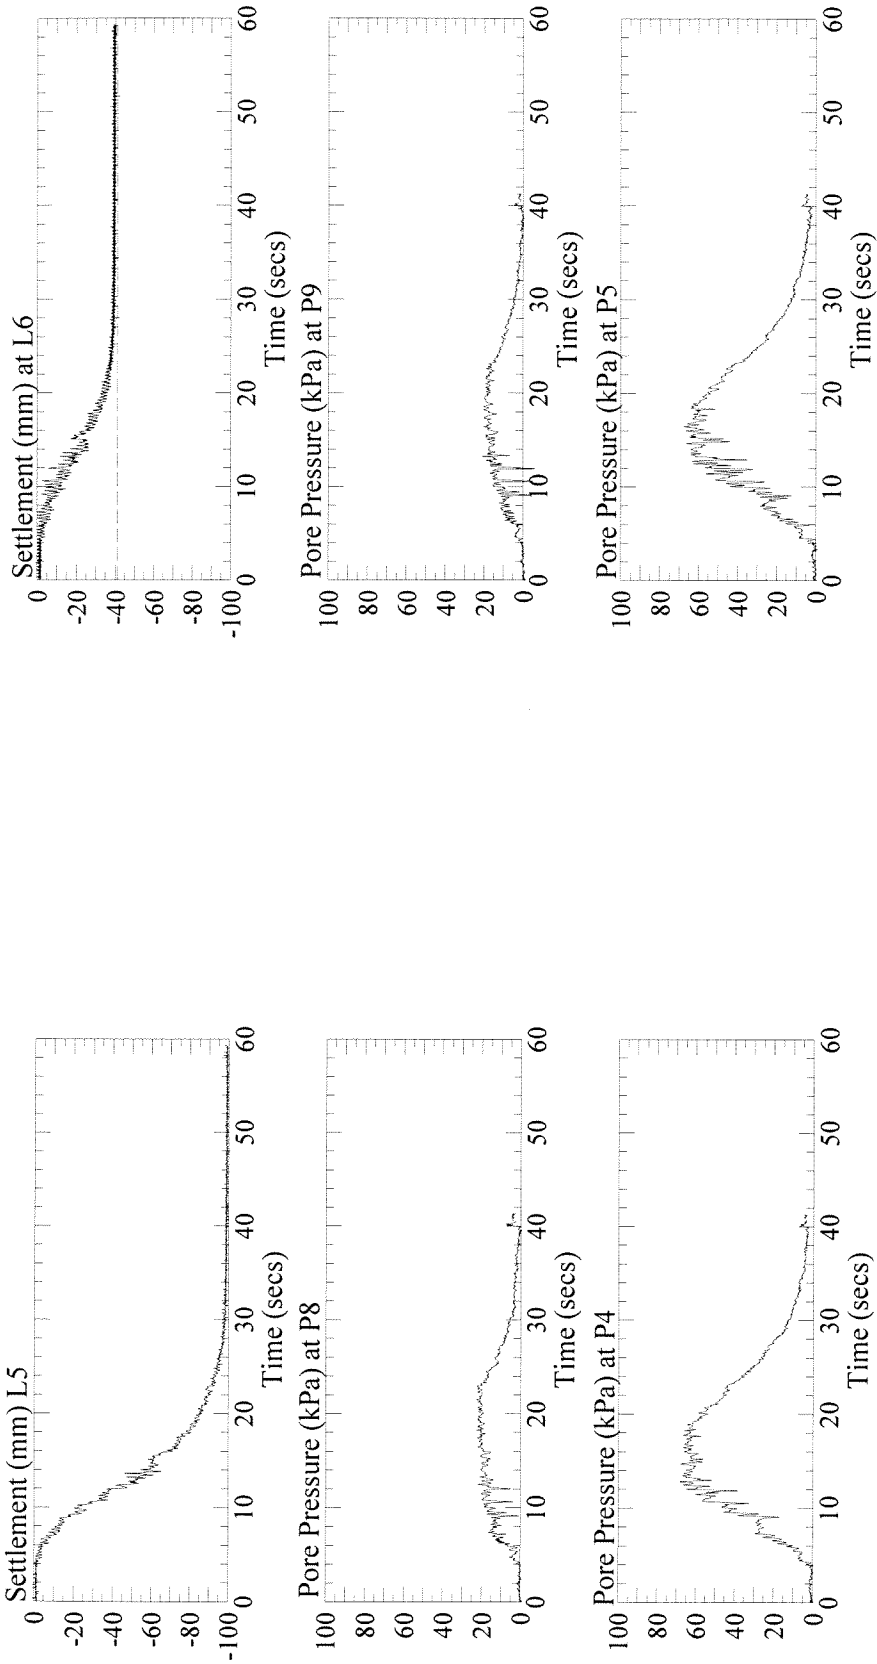 Settlement (mm) L5
0
-20
-40
-60
-80
-100
0 10 20 30 40 50 60
Time (secs)
Pore Pressure (kPa) at P8
100
80
60
40
20
0
0 10 20 30 40 50 60
Time (secs)
Pore Pressure (kPa) at P4
100
80
60
40
20
0
0 10 20 30 40 50 60
Time (secs)
Settlement (mm) at L6
0
-20
-40
-60
-80
-100
0 10 20 30 40 50 60
Time (secs)
Pore Pressure (kPa) at P9
100
80
60
40
20
0
0 10 20 30 40 50 60
Time (secs)
Pore Pressure (kPa) at P5
100
80
60
40
20
0
0 10 20 30 40 50 60
Time (secs)